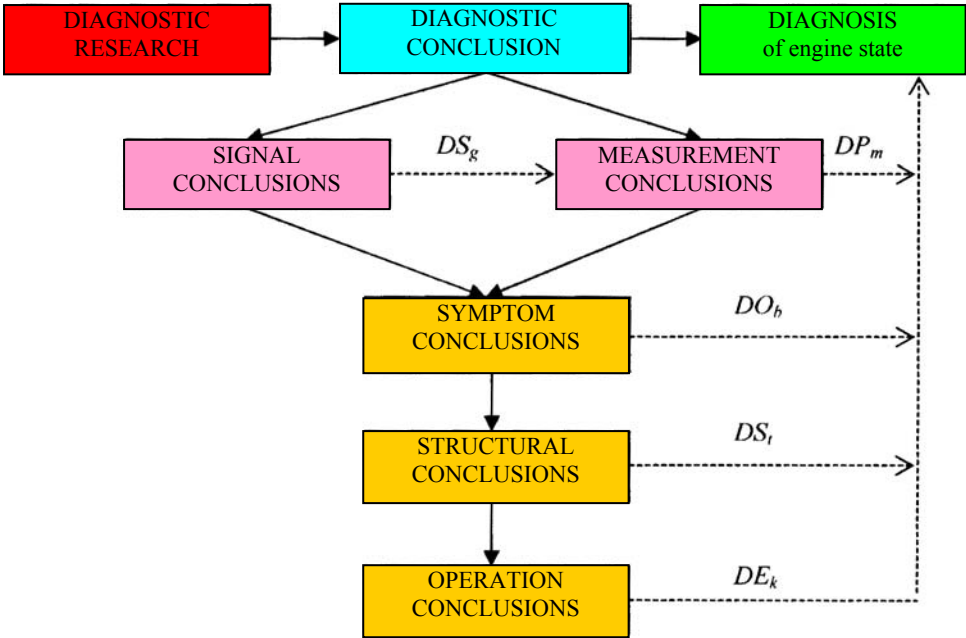 DIAGNOSTIC
RESEARCH
DIAGNOSTIC
CONCLUSION
DIAGNOSIS
of engine state
SIGNAL
CONCLUSIONS
DSg
MEASUREMENT
CONCLUSIONS
DPm
SYMPTOM
CONCLUSIONS
DOb
STRUCTURAL
CONCLUSIONS
DSt
OPERATION
CONCLUSIONS
DEk